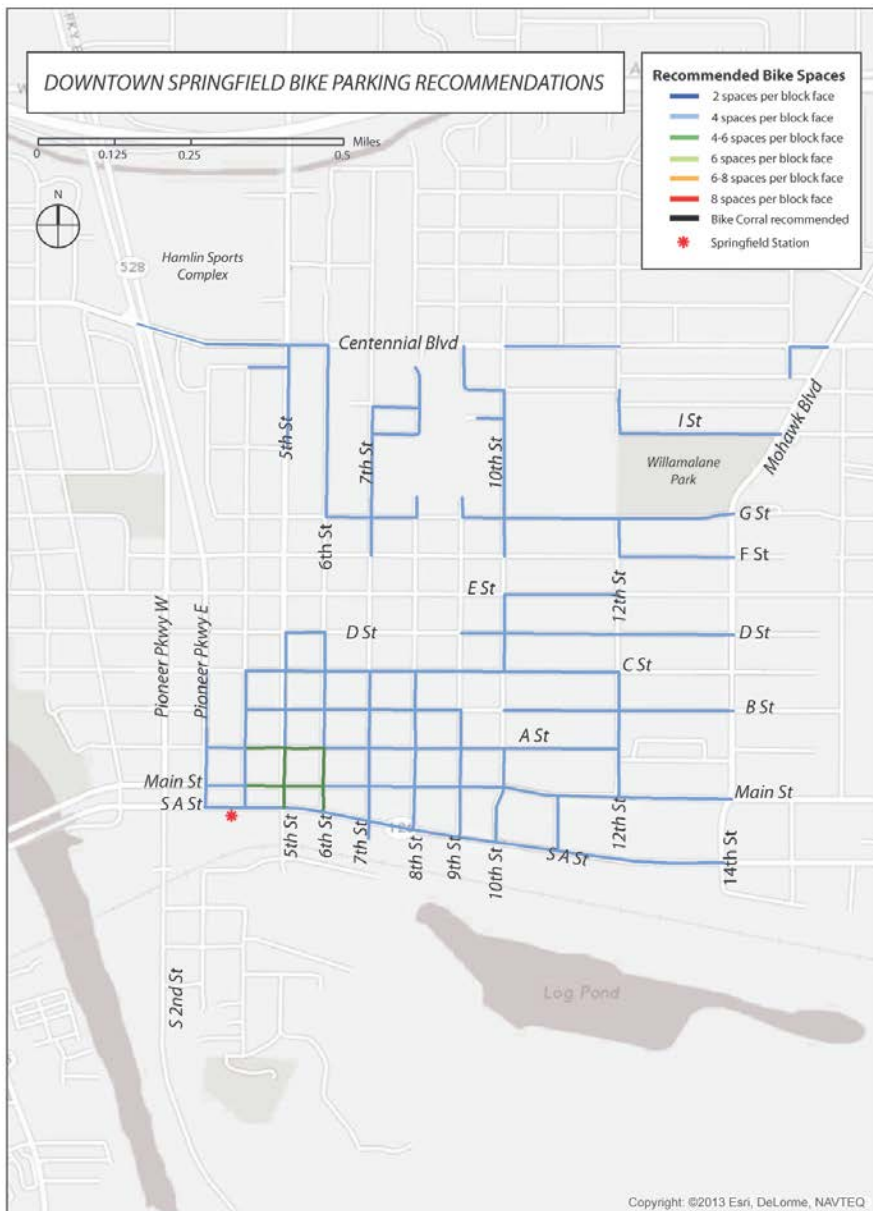 DOWNTOWN SPRINGFIELD BIKE PARKING RECOMMENDATIONS
Recommended Bike Spaces
2 spaces per block face
4 spaces per block face
4-6 spaces per block face
6 spaces per block face
6-8 spaces per block face
8 spaces per block face
Bike Corral recommended
Springfield Station
Miles
0 0.125 0.25 0.5
N
528
Hamlin Sports
Complex
Centennial Blvd
5th St
7th St
10th St
I St
Mohawk Blvd
Willamalane
Park
G St
6th St
F St
12th St
E St
Pioneer Pkwy W
Pioneer Pkwy E
D St
D St
C St
B St
A St
Main St
Main St
S A St
5th St
6th St
7th St
8th St
9th St
10th St
S A St
12th St
14th St
S 2nd St
Log Pond
Copyright: ©2013 Esri, DeLorme, NAVTEQ